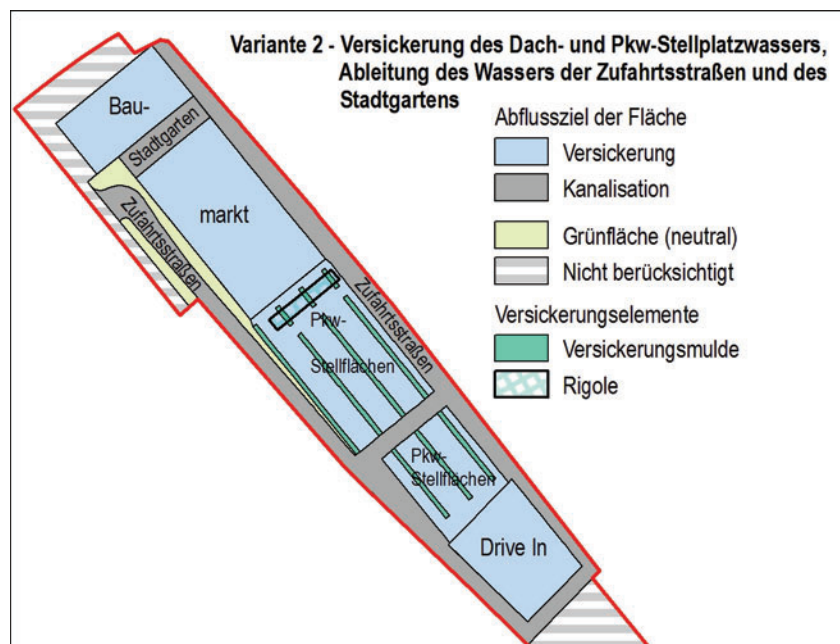 Variante 2 - Versickerung des Dach- und Pkw-Stellplatzwassers,
Ableitung des Wassers der Zufahrtsstraßen und des
Stadtgartens
Abflussziel der Fläche
Versickerung
Kanalisation
Grünfläche (neutral)
Nicht berücksichtigt
Versickerungselemente
Versickerungsmulde
Rigole
Bau-
Stadtgarten
markt
Zufahrtsstraßen
Zufahrtsstraßen
Pkw-
Stellflächen
Pkw-
Stellflächen
Drive In